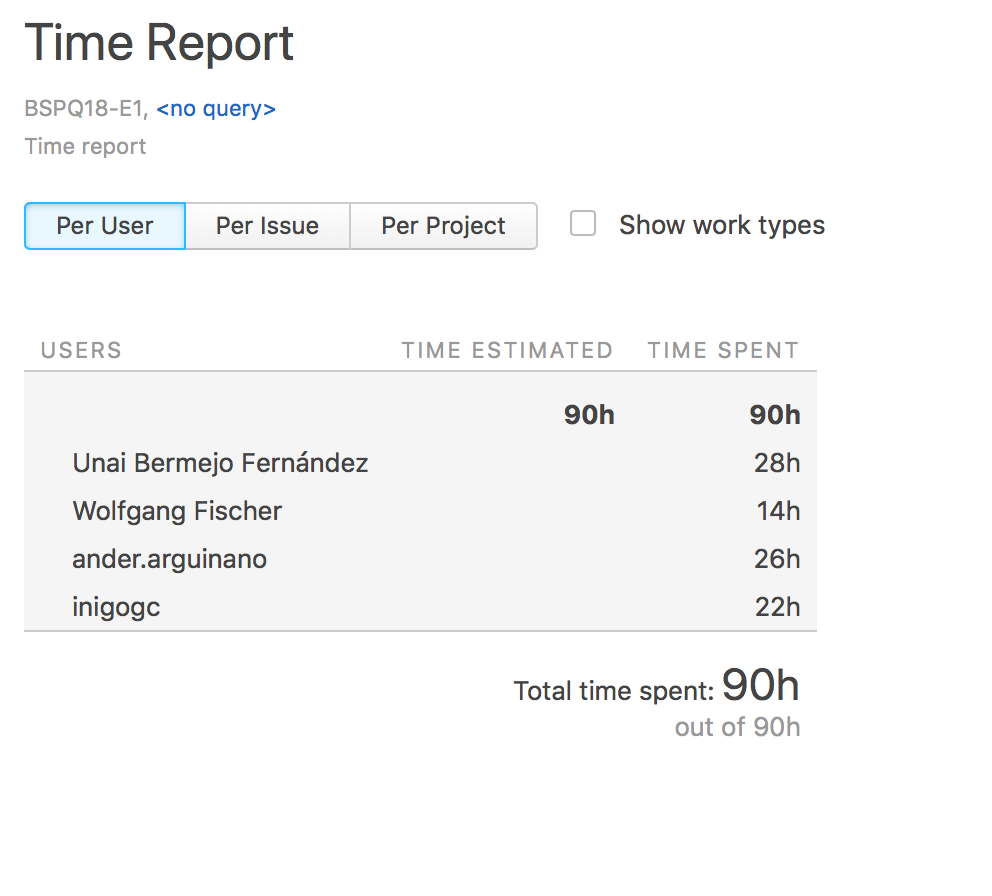 Time Report
BSPQ18-E1, <no query>
Time report
Per User Per Issue Per Project Show work types
USERS TIME ESTIMATED TIME SPENT
90h 90h
Unai Bermejo Fernández 28h
Wolfgang Fischer 14h
ander.arguinano 26h
inigogc 22h
Total time spent: 90h
out of 90h